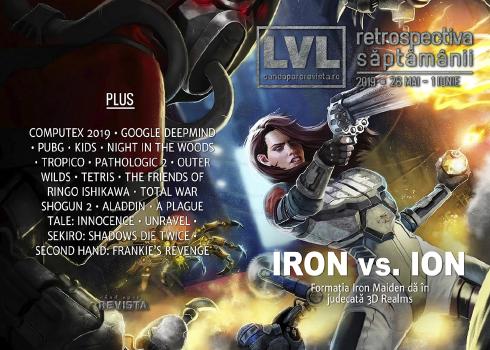 LVL
candaparerevista.ro
retrospectiva
săptămânii
2019
26 MAI - 1 IUNIE
PLUS
COMPUTEX 2019 • GOOGLE DEEPMIND
• PUBG • KIDS • NIGHT IN THE WOODS
• TROPICO • PATHOLOGIC 2 • OUTER
WILDS • TETRIS • THE FRIENDS OF
RINGO ISHIKAWA • TOTAL WAR
SHOGUN 2 • ALADDIN • A PLAGUE
TALE: INNOCENCE • UNRAVEL •
SEKIRO: SHADOWS DIE TWICE •
SECOND HAND: FRANKIE'S REVENGE
când apare
REVISTA
IRON vs. ION
Formația Iron Maiden dă în
judecată 3D Realms